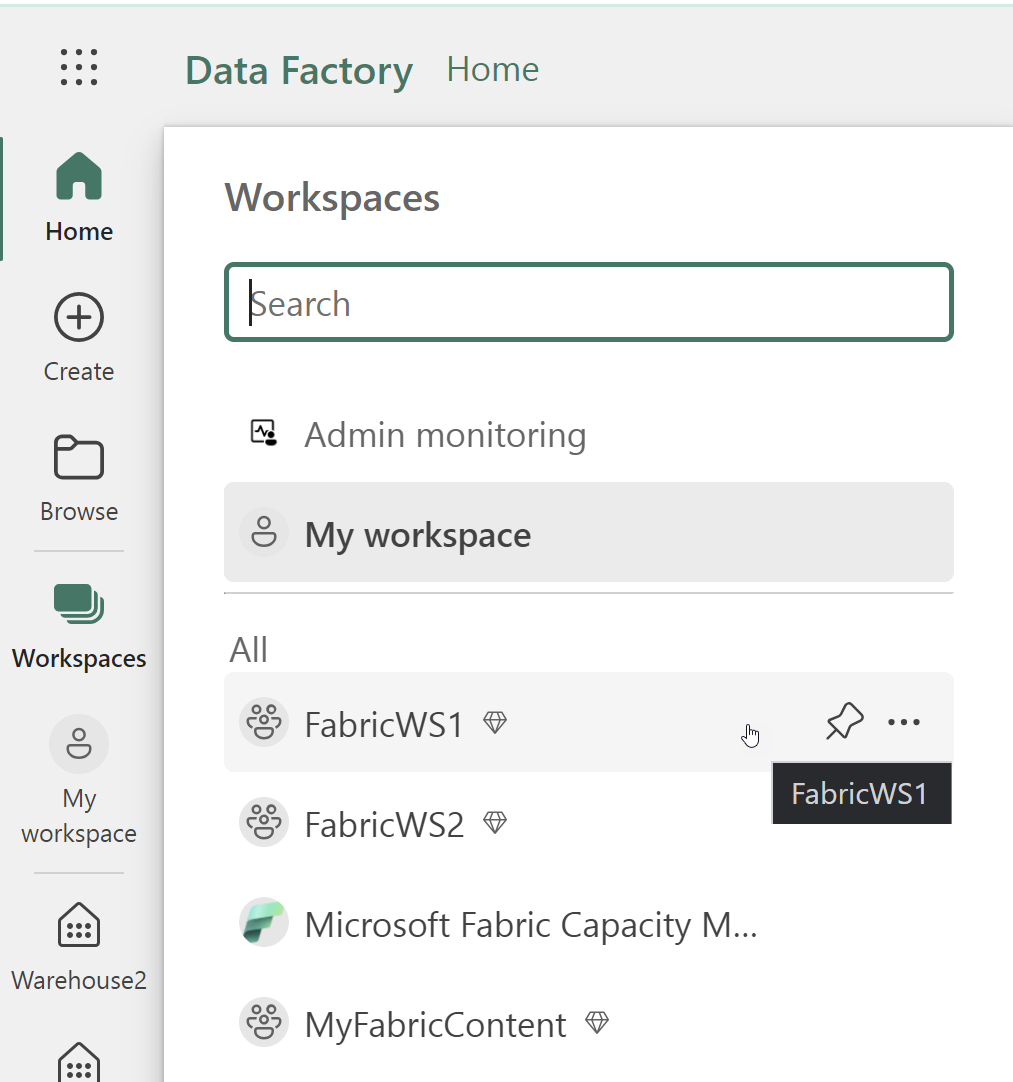 Data Factory Home
Home
Create
Browse
Workspaces
My
workspace
Warehouse2
Workspaces
Search
Admin monitoring
My workspace
All
FabricWS1
FabricWS1
FabricWS2
Microsoft Fabric Capacity M...
MyFabricContent